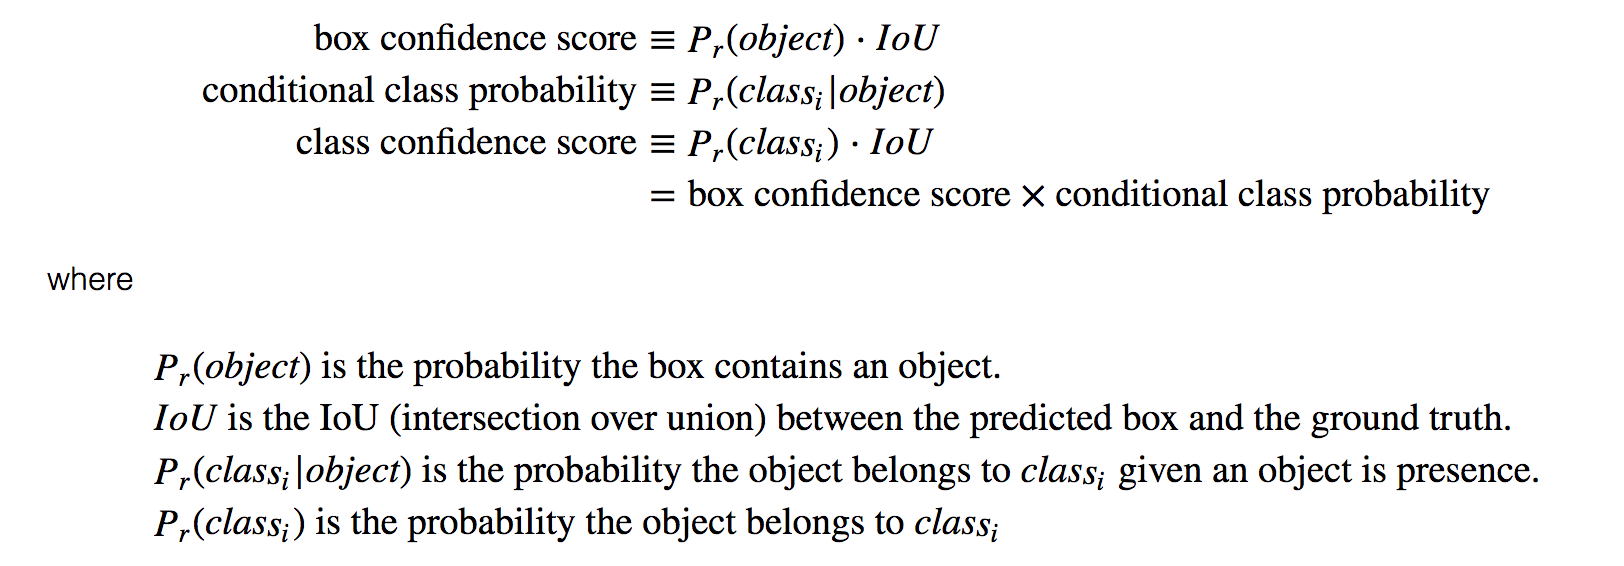 box confidence score ≡ Pᵣ(object) · IoU
conditional class probability ≡ Pᵣ(classᵢ|object)
class confidence score ≡ Pᵣ(classᵢ) · IoU
= box confidence score × conditional class probability
where
Pᵣ(object) is the probability the box contains an object.
IoU is the IoU (intersection over union) between the predicted box and the ground truth.
Pᵣ(classᵢ|object) is the probability the object belongs to classᵢ given an object is presence.
Pᵣ(classᵢ) is the probability the object belongs to classᵢ